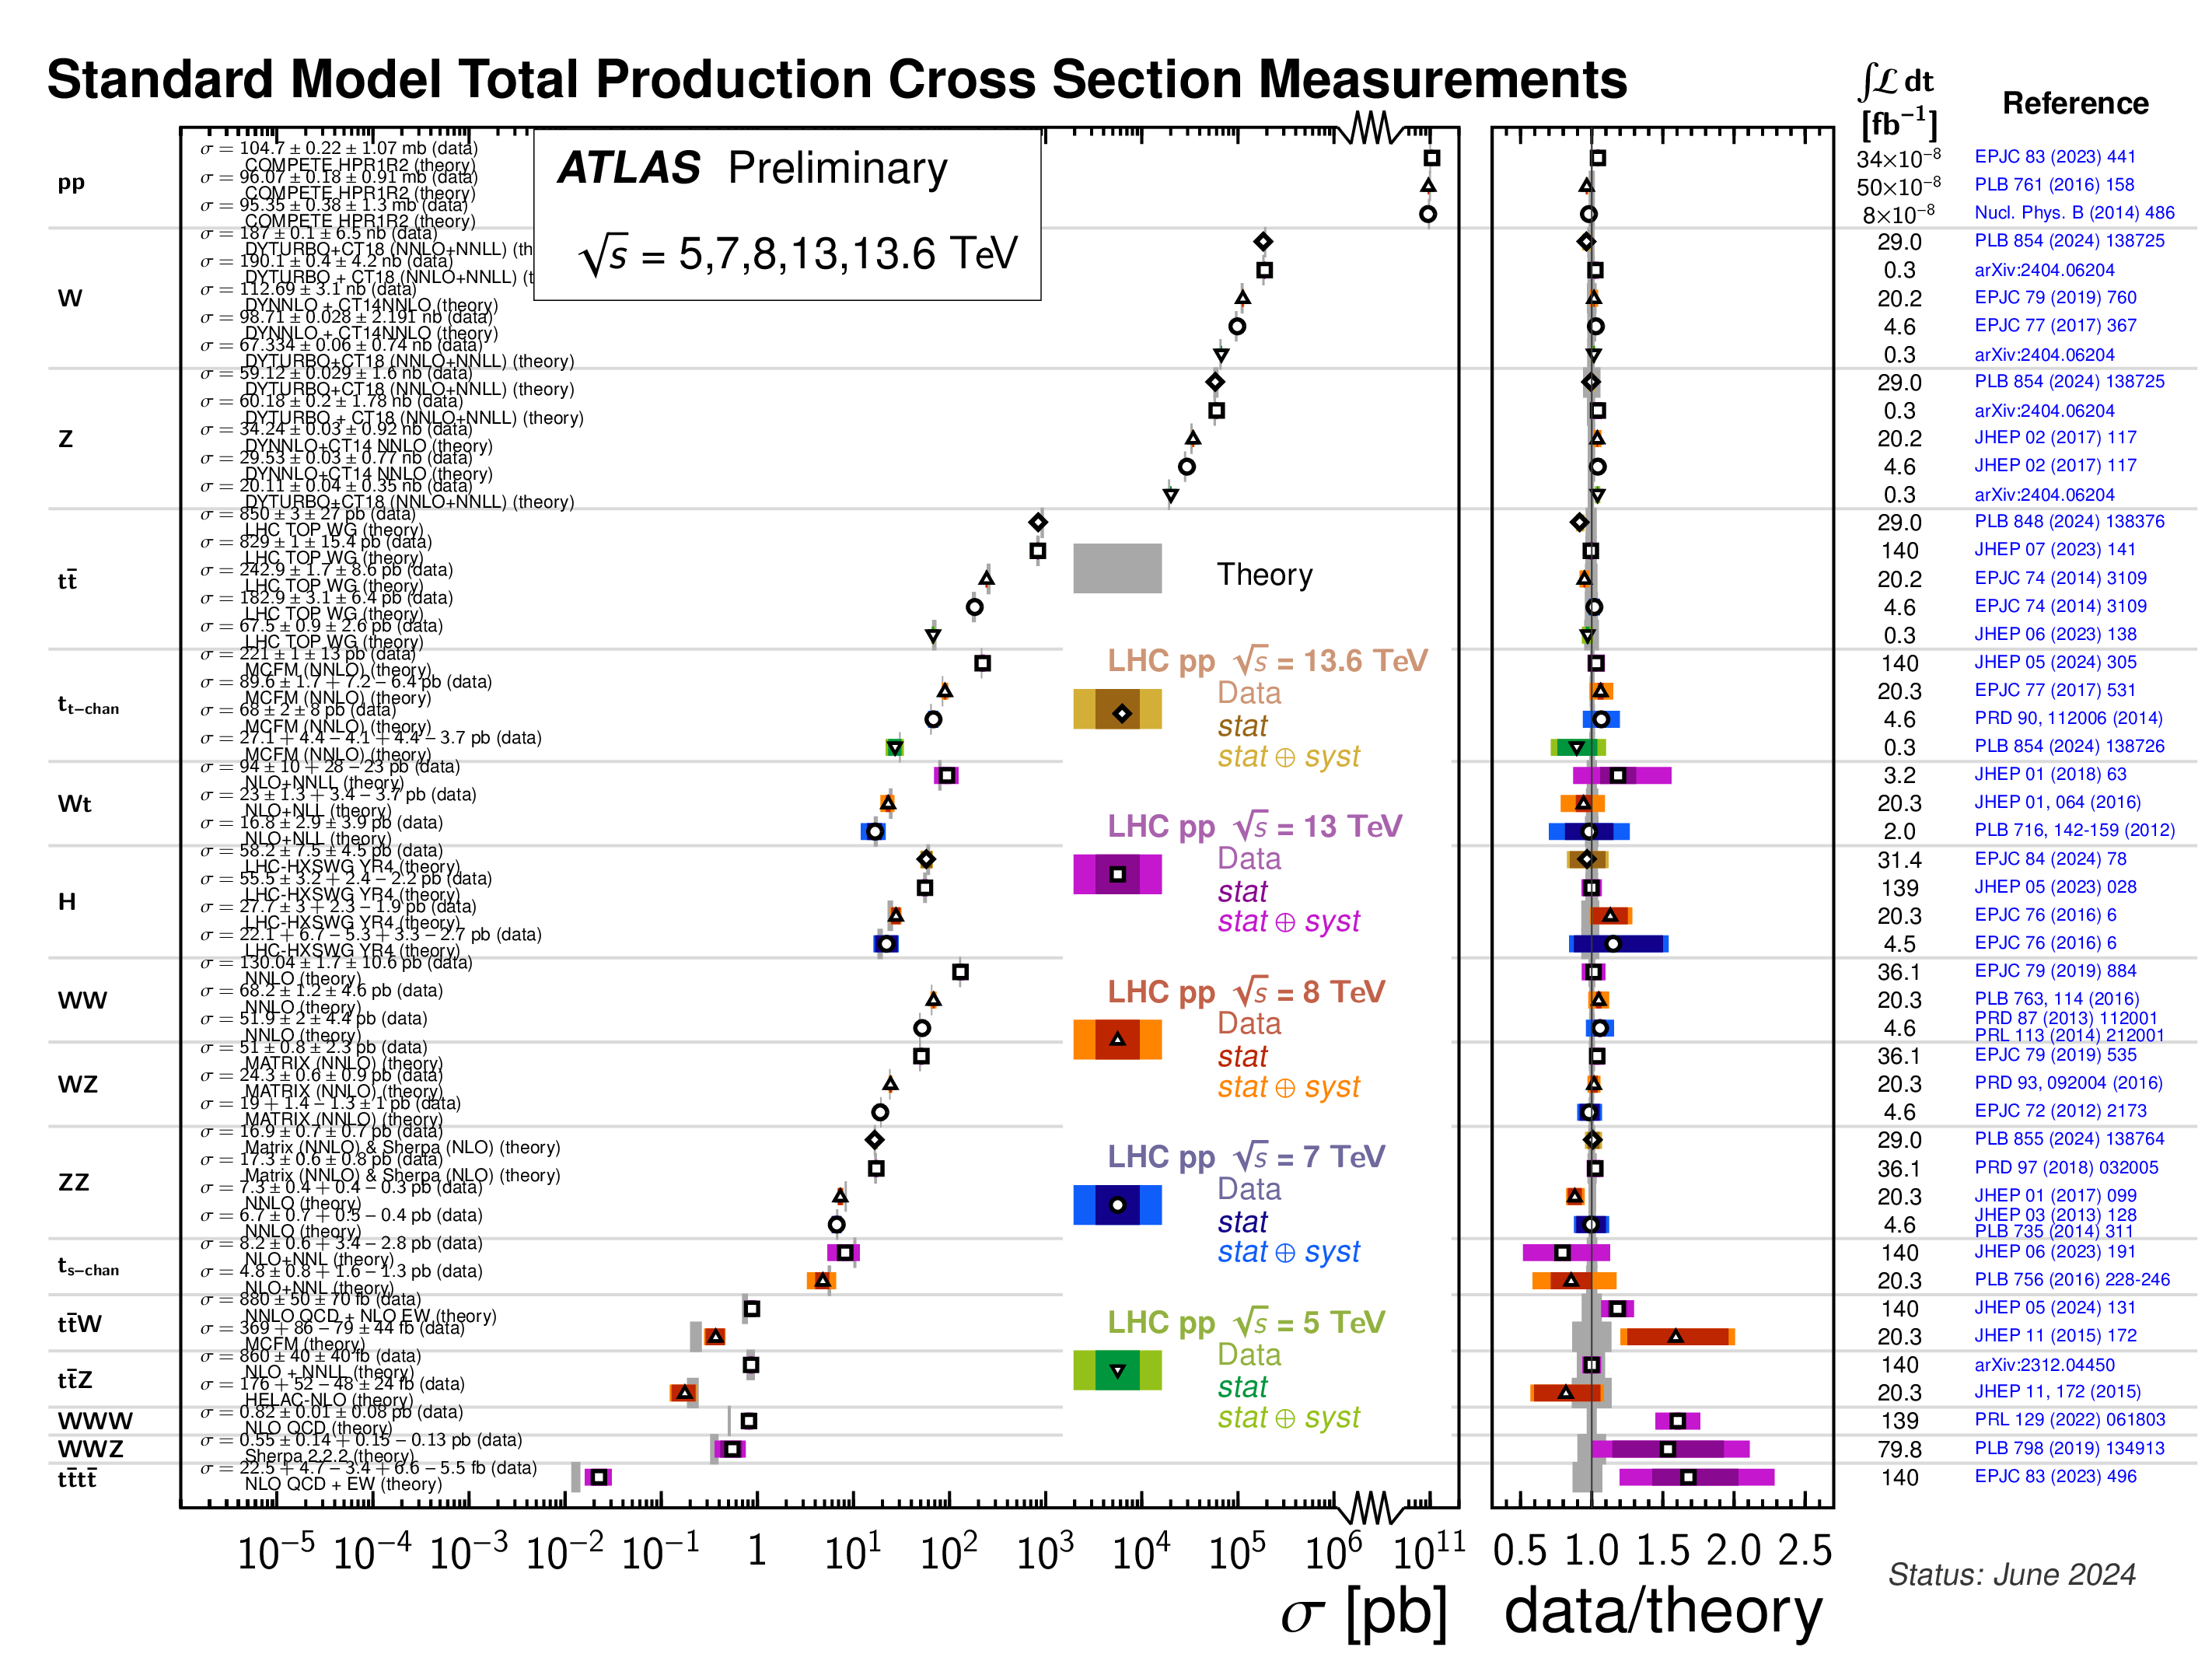 Standard Model Total Production Cross Section Measurements
∫ℒ dt
[fb⁻¹]
Reference
ATLAS Preliminary
√s = 5,7,8,13,13.6 TeV
pp
σ = 104.7 ± 0.22 ± 1.07 mb (data)
COMPETE HPR1R2 (theory)
34×10⁻⁸
EPJC 83 (2023) 441
σ = 96.07 ± 0.18 ± 0.91 mb (data)
COMPETE HPR1R2 (theory)
50×10⁻⁸
PLB 761 (2016) 158
σ = 95.35 ± 0.38 ± 1.3 mb (data)
COMPETE HPR1R2 (theory)
8×10⁻⁸
Nucl. Phys. B (2014) 486
W
σ = 187 ± 0.1 ± 6.5 nb (data)
DYTURBO+CT18 (NNLO+NNLL) (th
29.0
PLB 854 (2024) 138725
σ = 190.1 ± 0.4 ± 4.2 nb (data)
DYTURBO + CT18 (NNLO+NNLL) (t
0.3
arXiv:2404.06204
σ = 112.69 ± 3.1 nb (data)
DYNNLO + CT14NNLO (theory)
20.2
EPJC 79 (2019) 760
σ = 98.71 ± 0.028 ± 2.191 nb (data)
DYNNLO + CT14NNLO (theory)
4.6
EPJC 77 (2017) 367
σ = 67.334 ± 0.06 ± 0.74 nb (data)
DYTURBO+CT18 (NNLO+NNLL) (theory)
0.3
arXiv:2404.06204
Z
σ = 59.12 ± 0.029 ± 1.6 nb (data)
DYTURBO+CT18 (NNLO+NNLL) (theory)
29.0
PLB 854 (2024) 138725
σ = 60.18 ± 0.2 ± 1.78 nb (data)
DYTURBO + CT18 (NNLO+NNLL) (theory)
0.3
arXiv:2404.06204
σ = 34.24 ± 0.03 ± 0.92 nb (data)
DYNNLO+CT14 NNLO (theory)
20.2
JHEP 02 (2017) 117
σ = 29.53 ± 0.03 ± 0.77 nb (data)
DYNNLO+CT14 NNLO (theory)
4.6
JHEP 02 (2017) 117
σ = 20.11 ± 0.04 ± 0.35 nb (data)
DYTURBO+CT18 (NNLO+NNLL) (theory)
0.3
arXiv:2404.06204
tt̄
σ = 850 ± 3 ± 27 pb (data)
LHC TOP WG (theory)
29.0
PLB 848 (2024) 138376
σ = 829 ± 1 ± 15.4 pb (data)
LHC TOP WG (theory)
140
JHEP 07 (2023) 141
σ = 242.9 ± 1.7 ± 8.6 pb (data)
LHC TOP WG (theory)
20.2
EPJC 74 (2014) 3109
σ = 182.9 ± 3.1 ± 6.4 pb (data)
LHC TOP WG (theory)
4.6
EPJC 74 (2014) 3109
σ = 67.5 ± 0.9 ± 2.6 pb (data)
LHC TOP WG (theory)
0.3
JHEP 06 (2023) 138
t t−chan
σ = 221 ± 1 ± 13 pb (data)
MCFM (NNLO) (theory)
140
JHEP 05 (2024) 305
σ = 89.6 ± 1.7 + 7.2 − 6.4 pb (data)
MCFM (NNLO) (theory)
20.3
EPJC 77 (2017) 531
σ = 68 ± 2 ± 8 pb (data)
MCFM (NNLO) (theory)
4.6
PRD 90, 112006 (2014)
σ = 27.1 + 4.4 − 4.1 + 4.4 − 3.7 pb (data)
MCFM (NNLO) (theory)
0.3
PLB 854 (2024) 138726
Wt
σ = 94 ± 10 + 28 − 23 pb (data)
NLO+NNLL (theory)
3.2
JHEP 01 (2018) 63
σ = 23 ± 1.3 + 3.4 − 3.7 pb (data)
NLO+NLL (theory)
20.3
JHEP 01, 064 (2016)
σ = 16.8 ± 2.9 ± 3.9 pb (data)
NLO+NLL (theory)
2.0
PLB 716, 142-159 (2012)
H
σ = 58.2 ± 7.5 ± 4.5 pb (data)
LHC-HXSWG YR4 (theory)
31.4
EPJC 84 (2024) 78
σ = 55.5 ± 3.2 + 2.4 − 2.2 pb (data)
LHC-HXSWG YR4 (theory)
139
JHEP 05 (2023) 028
σ = 27.7 ± 3 + 2.3 − 1.9 pb (data)
LHC-HXSWG YR4 (theory)
20.3
EPJC 76 (2016) 6
σ = 22.1 + 6.7 − 5.3 + 3.3 − 2.7 pb (data)
LHC-HXSWG YR4 (theory)
4.5
EPJC 76 (2016) 6
WW
σ = 130.04 ± 1.7 ± 10.6 pb (data)
NNLO (theory)
36.1
EPJC 79 (2019) 884
σ = 68.2 ± 1.2 ± 4.6 pb (data)
NNLO (theory)
20.3
PLB 763, 114 (2016)
σ = 51.9 ± 2 ± 4.4 pb (data)
NNLO (theory)
4.6
PRD 87 (2013) 112001
PRL 113 (2014) 212001
WZ
σ = 51 ± 0.8 ± 2.3 pb (data)
MATRIX (NNLO) (theory)
36.1
EPJC 79 (2019) 535
σ = 24.3 ± 0.6 ± 0.9 pb (data)
MATRIX (NNLO) (theory)
20.3
PRD 93, 092004 (2016)
σ = 19 + 1.4 − 1.3 ± 1 pb (data)
MATRIX (NNLO) (theory)
4.6
EPJC 72 (2012) 2173
ZZ
σ = 16.9 ± 0.7 ± 0.7 pb (data)
Matrix (NNLO) & Sherpa (NLO) (theory)
29.0
PLB 855 (2024) 138764
σ = 17.3 ± 0.6 ± 0.8 pb (data)
Matrix (NNLO) & Sherpa (NLO) (theory)
36.1
PRD 97 (2018) 032005
σ = 7.3 ± 0.4 + 0.4 − 0.3 pb (data)
NNLO (theory)
20.3
JHEP 01 (2017) 099
σ = 6.7 ± 0.7 + 0.5 − 0.4 pb (data)
NNLO (theory)
4.6
JHEP 03 (2013) 128
PLB 735 (2014) 311
t s−chan
σ = 8.2 ± 0.6 + 3.4 − 2.8 pb (data)
NLO+NNL (theory)
140
JHEP 06 (2023) 191
σ = 4.8 ± 0.8 + 1.6 − 1.3 pb (data)
NLO+NNL (theory)
20.3
PLB 756 (2016) 228-246
tt̄W
σ = 880 ± 50 ± 70 fb (data)
NNLO QCD + NLO EW (theory)
140
JHEP 05 (2024) 131
σ = 369 + 86 − 79 ± 44 fb (data)
MCFM (theory)
20.3
JHEP 11 (2015) 172
tt̄Z
σ = 860 ± 40 ± 40 fb (data)
NLO + NNLL (theory)
140
arXiv:2312.04450
σ = 176 + 52 − 48 ± 24 fb (data)
HELAC-NLO (theory)
20.3
JHEP 11, 172 (2015)
WWW
σ = 0.82 ± 0.01 ± 0.08 pb (data)
NLO QCD (theory)
139
PRL 129 (2022) 061803
WWZ
σ = 0.55 ± 0.14 + 0.15 − 0.13 pb (data)
Sherpa 2.2.2 (theory)
79.8
PLB 798 (2019) 134913
tt̄tt̄
σ = 22.5 + 4.7 − 3.4 + 6.6 − 5.5 fb (data)
NLO QCD + EW (theory)
140
EPJC 83 (2023) 496
Theory
LHC pp √s = 13.6 TeV
Data
stat
stat ⊕ syst
LHC pp √s = 13 TeV
Data
stat
stat ⊕ syst
LHC pp √s = 8 TeV
Data
stat
stat ⊕ syst
LHC pp √s = 7 TeV
Data
stat
stat ⊕ syst
LHC pp √s = 5 TeV
Data
stat
stat ⊕ syst
10⁻⁵ 10⁻⁴ 10⁻³ 10⁻² 10⁻¹ 1 10¹ 10² 10³ 10⁴ 10⁵ 10⁶ 10¹¹
0.5 1.0 1.5 2.0 2.5
σ [pb]
data/theory
Status: June 2024